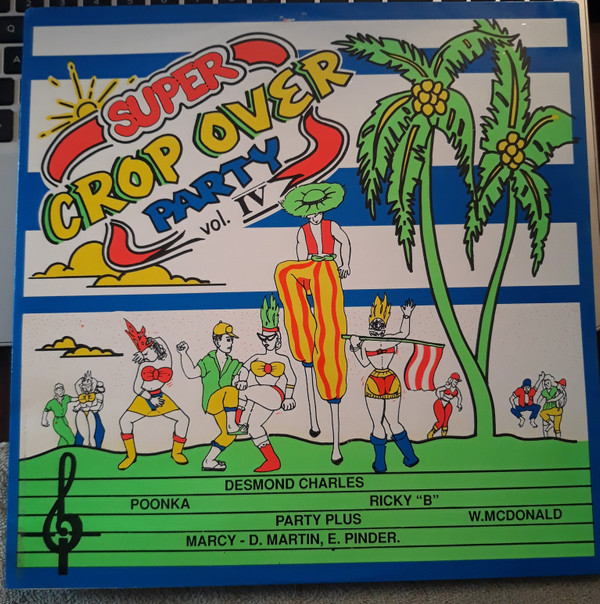 SUPER
CROP OVER
PARTY
vol. IV
DESMOND CHARLES
POONKA RICKY "B"
PARTY PLUS W.MCDONALD
MARCY - D. MARTIN, E. PINDER.